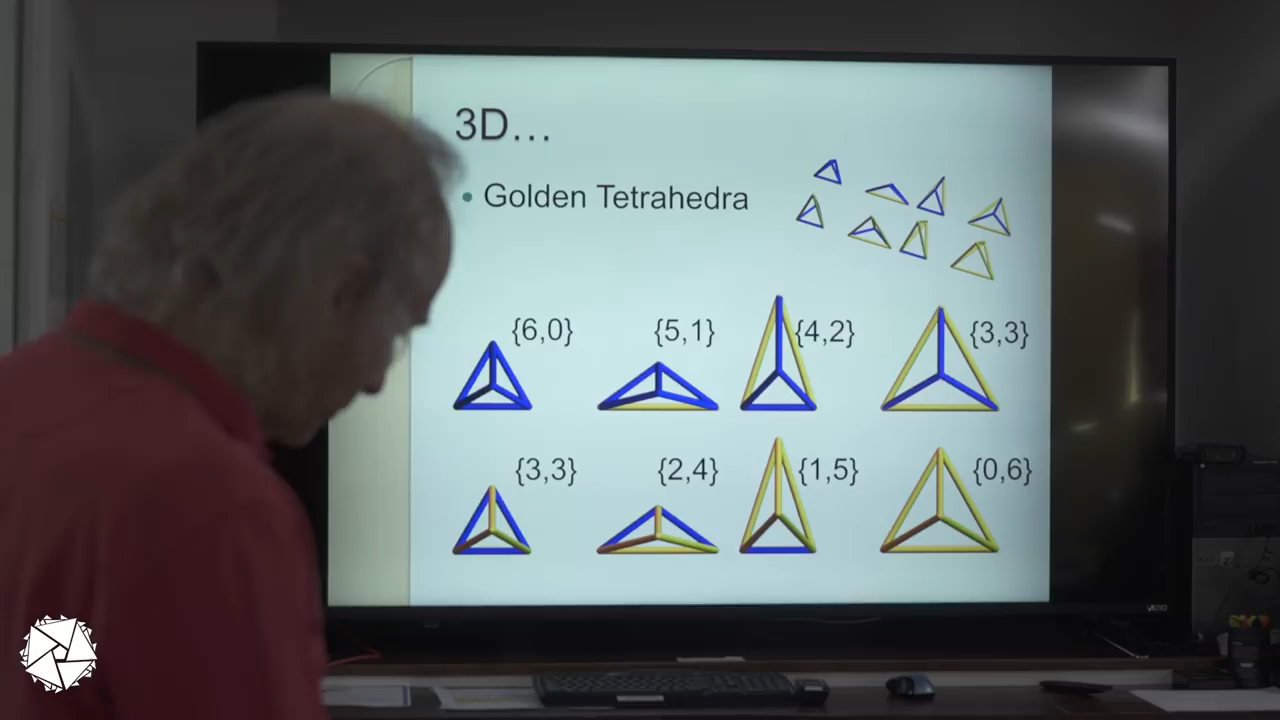 3D…
• Golden Tetrahedra
{6,0} {5,1} {4,2} {3,3}
{3,3} {2,4} {1,5} {0,6}
VIZIO